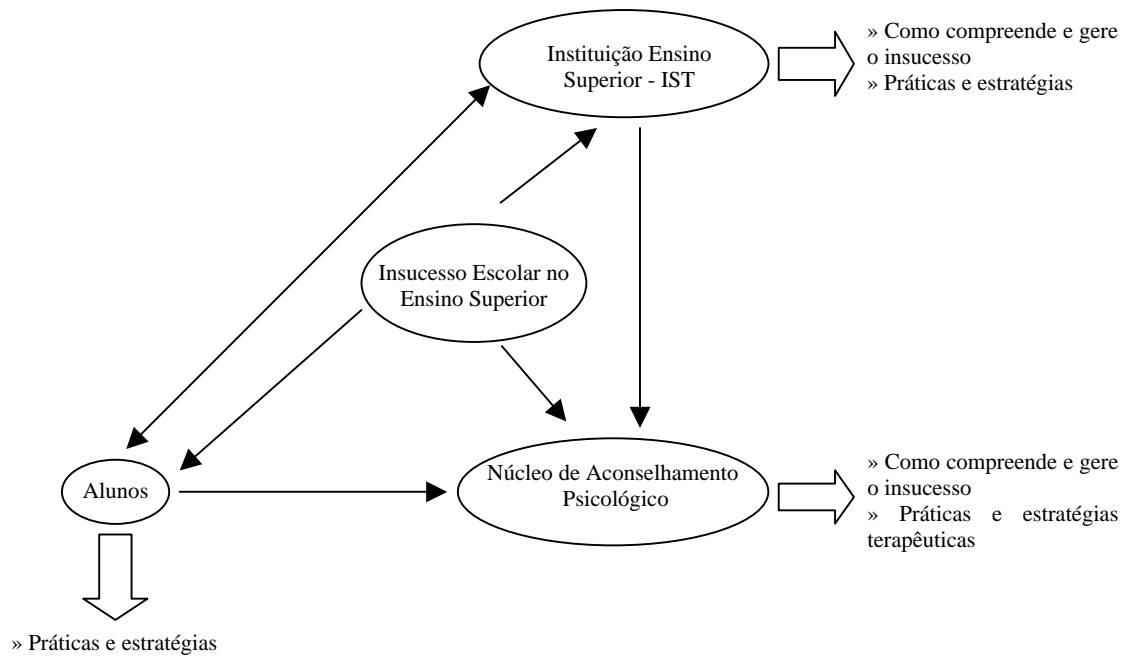 Instituição Ensino
Superior - IST
» Como compreende e gere
o insucesso
» Práticas e estratégias
Insucesso Escolar no
Ensino Superior
Alunos
Núcleo de Aconselhamento
Psicológico
» Como compreende e gere
o insucesso
» Práticas e estratégias
terapêuticas
» Práticas e estratégias